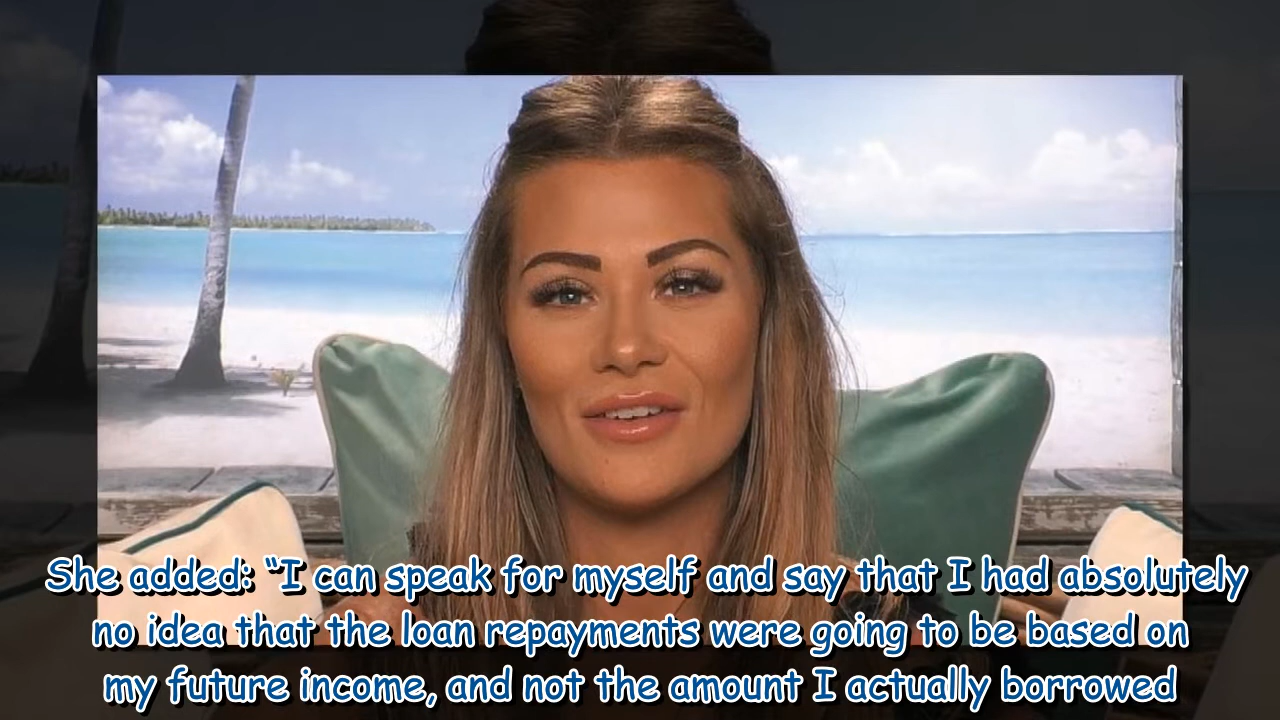 She added: “I can speak for myself and say that I had absolutely
no idea that the loan repayments were going to be based on
my future income, and not the amount I actually borrowed